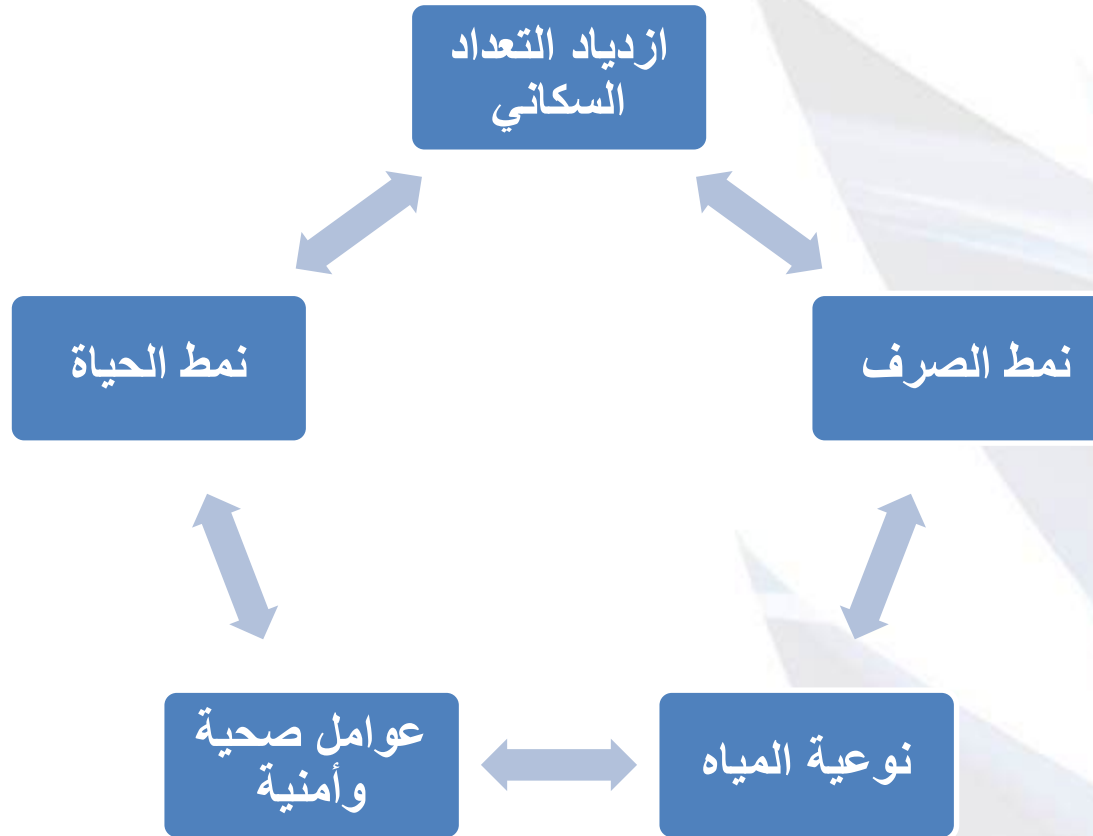 ازدياد التعداد
السكاني
نمط الصرف
نمط الحياة
نوعية المياه
عوامل صحية
وأمنية